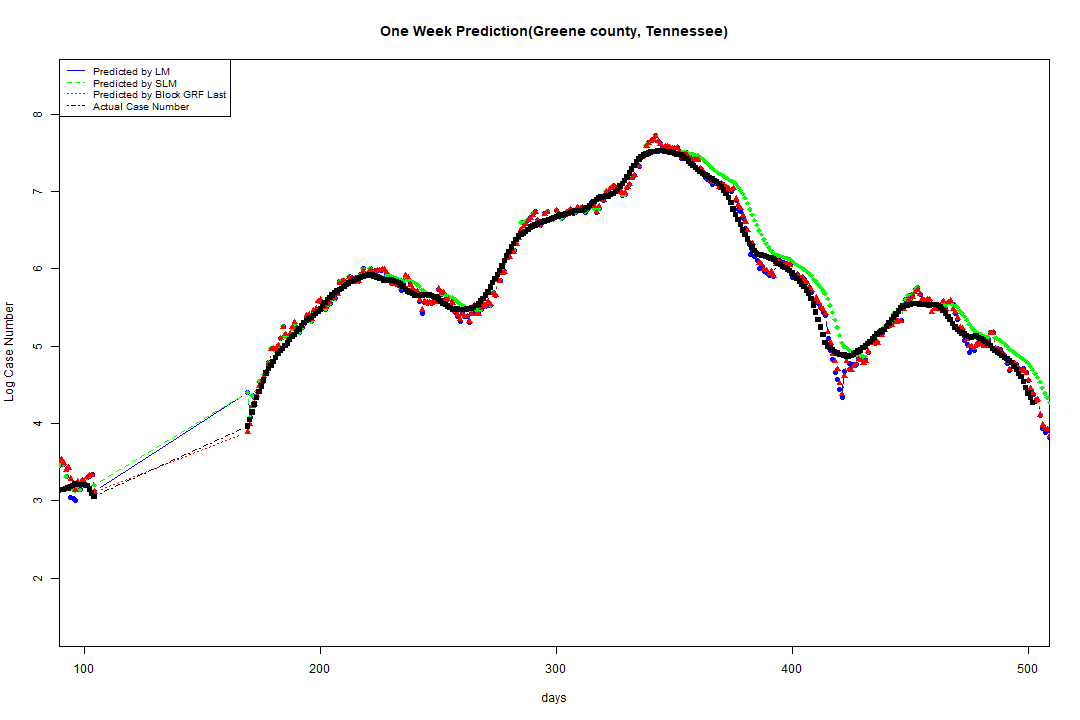 One Week Prediction(Greene county, Tennessee)
Predicted by LM
Predicted by SLM
Predicted by Block GRF Last
Actual Case Number
8
7
6
5
4
3
2
Log Case Number
100 200 300 400 500
days